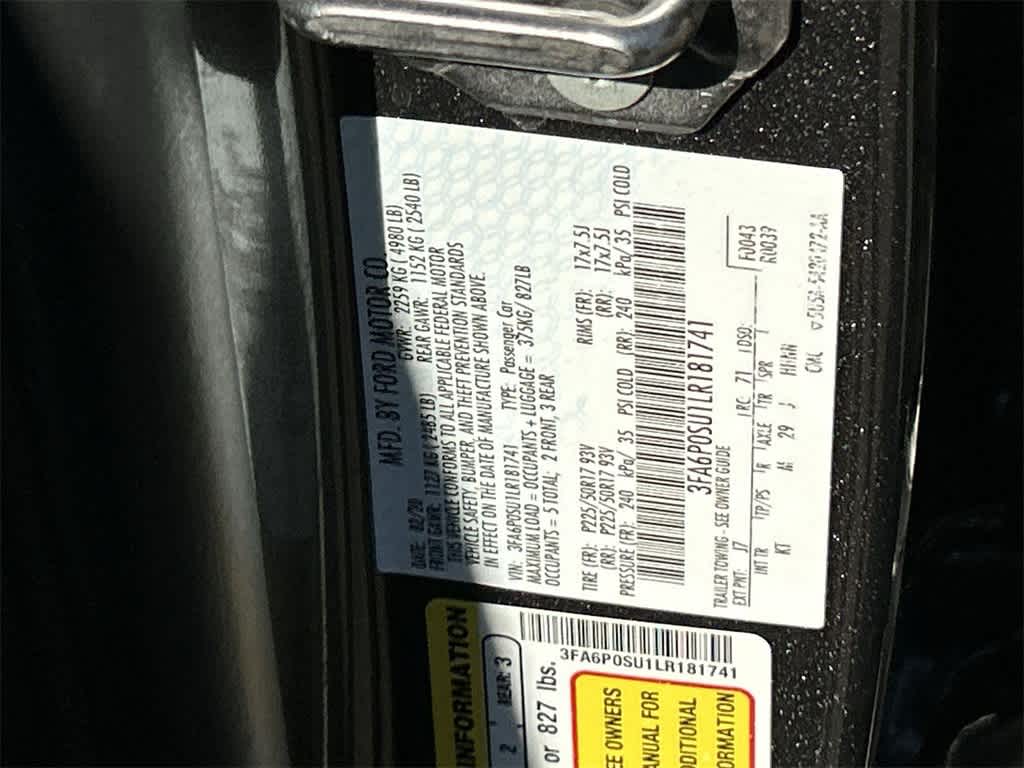 MFD. BY FORD MOTOR CO.
DATE: 02/20 GVWR: 2259 KG ( 4980 LB)
FRONT GAWR: 1127 KG ( 2485 LB) REAR GAWR: 1152 KG ( 2540 LB)
THIS VEHICLE CONFORMS TO ALL APPLICABLE FEDERAL MOTOR
VEHICLE SAFETY, BUMPER, AND THEFT PREVENTION STANDARDS
IN EFFECT ON THE DATE OF MANUFACTURE SHOWN ABOVE.
VIN: 3FA6P0SU1LR181741 TYPE: Passenger Car
MAXIMUM LOAD = OCCUPANTS + LUGGAGE = 375KG/ 827LB
OCCUPANTS = 5 TOTAL; 2 FRONT, 3 REAR
TIRE (FR): P225/50R17 93V RIMS (FR): 17x7.5J
(RR): P225/50R17 93V (RR): 17x7.5J
PRESSURE (FR): 240 kPa/ 35 PSI COLD (RR): 240 kPa/ 35 PSI COLD
3FA6P0SU1LR181741
TRAILER TOWING - SEE OWNER GUIDE
EXT PNT: J7 RC: 71 DSO: F0043
R0039
INT TR TP/PS R AXLE TR SPR
KT M 29 J
INFORMATION
2 REAR: 3
or 827 lbs.
3FA6P0SU1LR181741
EE OWNERS
ANUAL FOR
DDITIONAL
ORMATION